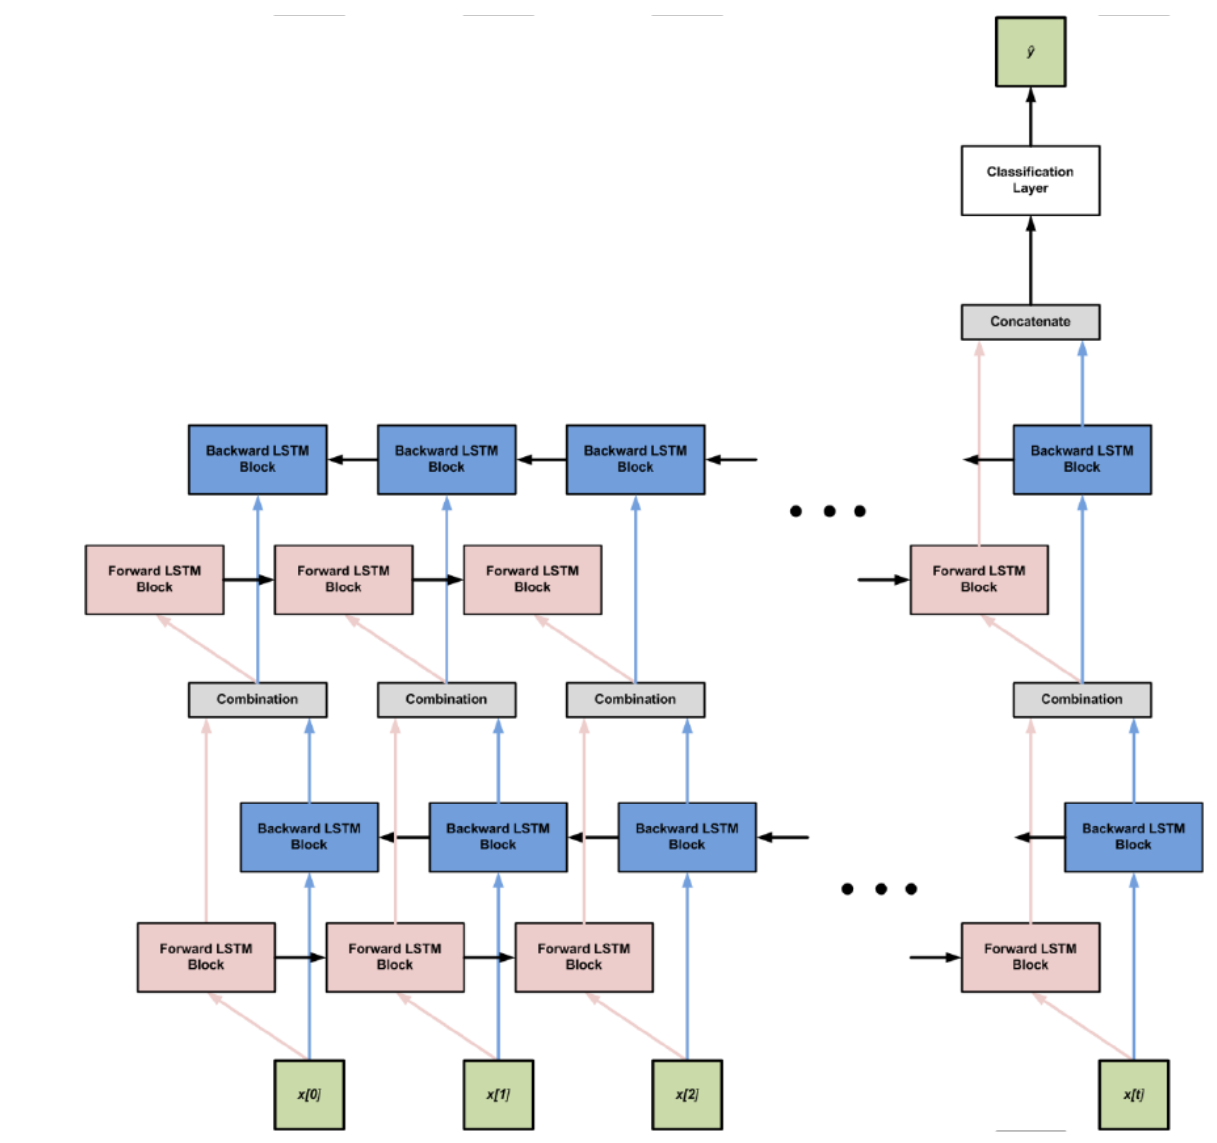 ŷ
Classification
Layer
Concatenate
Backward LSTM
Block
Backward LSTM
Block
Backward LSTM
Block
Backward LSTM
Block
Forward LSTM
Block
Forward LSTM
Block
Forward LSTM
Block
Forward LSTM
Block
Combination
Combination
Combination
Combination
Backward LSTM
Block
Backward LSTM
Block
Backward LSTM
Block
Backward LSTM
Block
Forward LSTM
Block
Forward LSTM
Block
Forward LSTM
Block
Forward LSTM
Block
x[0]
x[1]
x[2]
x[t]